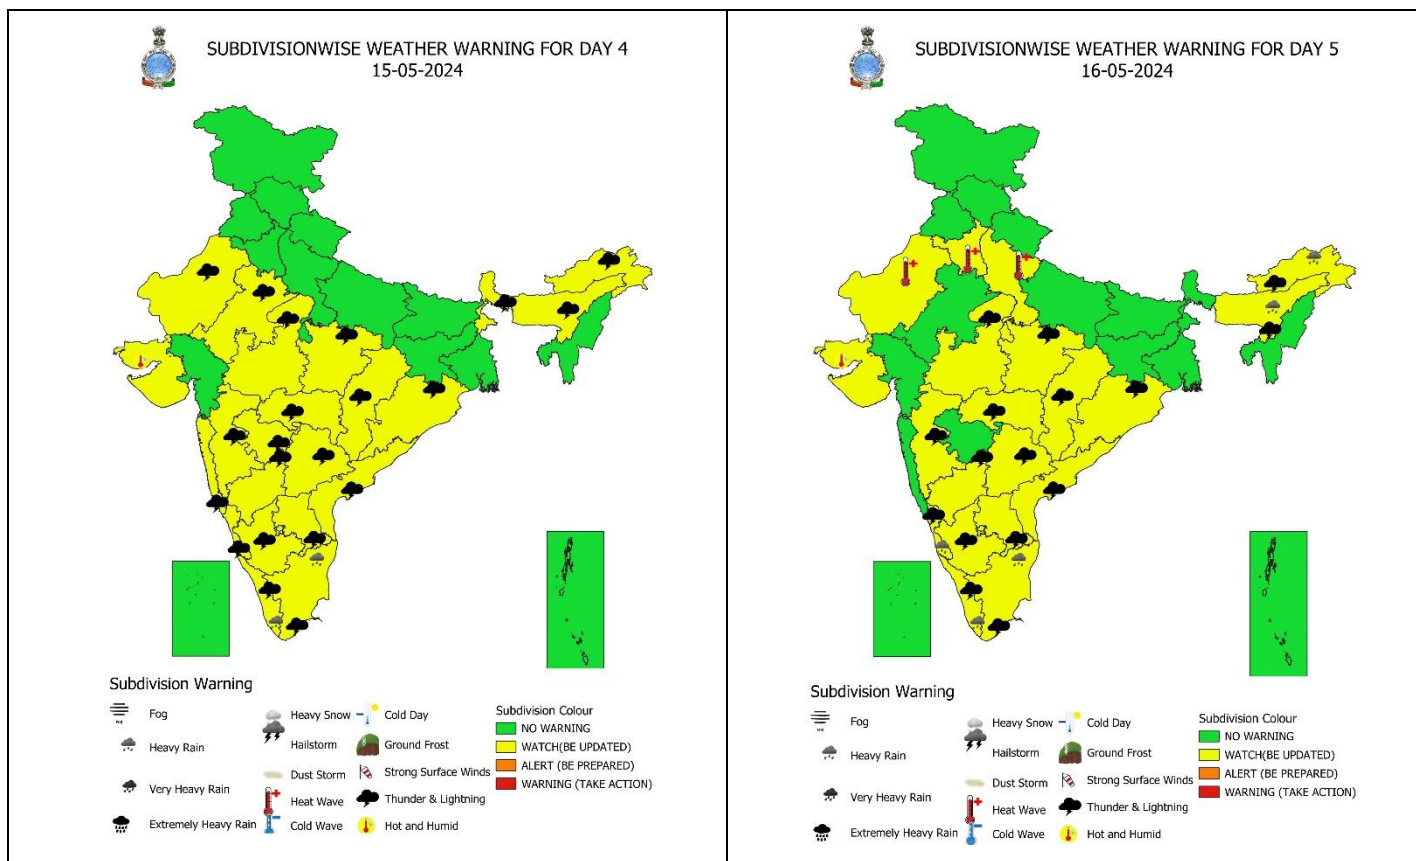 SUBDIVISIONWISE WEATHER WARNING FOR DAY 4
15-05-2024
Subdivision Warning
Fog
Heavy Rain
Very Heavy Rain
Extremely Heavy Rain
Heavy Snow
Hailstorm
Dust Storm
Heat Wave
Cold Wave
Cold Day
Ground Frost
Strong Surface Winds
Thunder & Lightning
Hot and Humid
Subdivision Colour
NO WARNING
WATCH(BE UPDATED)
ALERT (BE PREPARED)
WARNING (TAKE ACTION)
SUBDIVISIONWISE WEATHER WARNING FOR DAY 5
16-05-2024
Subdivision Warning
Fog
Heavy Rain
Very Heavy Rain
Extremely Heavy Rain
Heavy Snow
Hailstorm
Dust Storm
Heat Wave
Cold Wave
Cold Day
Ground Frost
Strong Surface Winds
Thunder & Lightning
Hot and Humid
Subdivision Colour
NO WARNING
WATCH(BE UPDATED)
ALERT (BE PREPARED)
WARNING (TAKE ACTION)